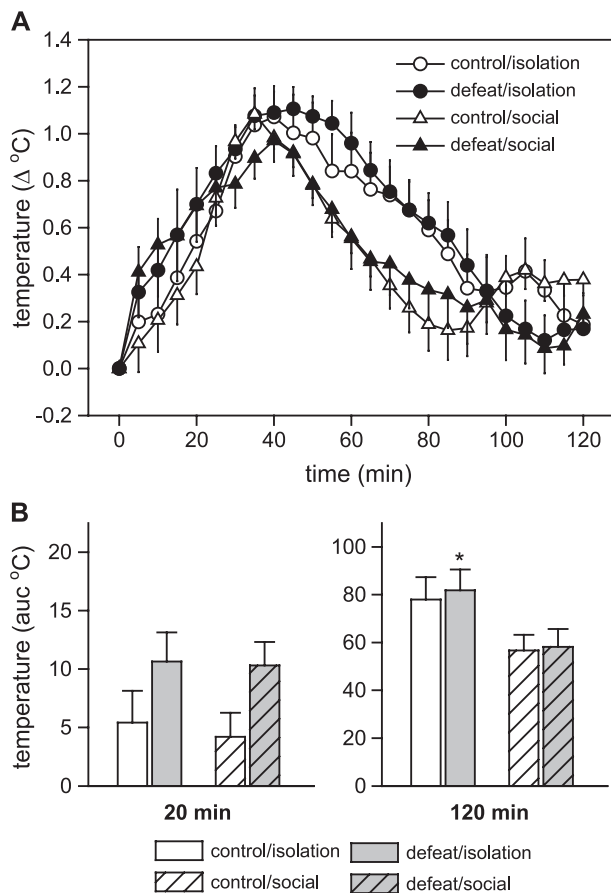 A
1.4
1.2
1.0
0.8
0.6
0.4
0.2
0.0
-0.2
temperature (Δ °C)
control/isolation
defeat/isolation
control/social
defeat/social
0 20 40 60 80 100 120
time (min)
B
20
15
10
5
0
temperature (auc °C)
20 min
100
80
60
40
20
0
*
120 min
control/isolation defeat/isolation
control/social defeat/social